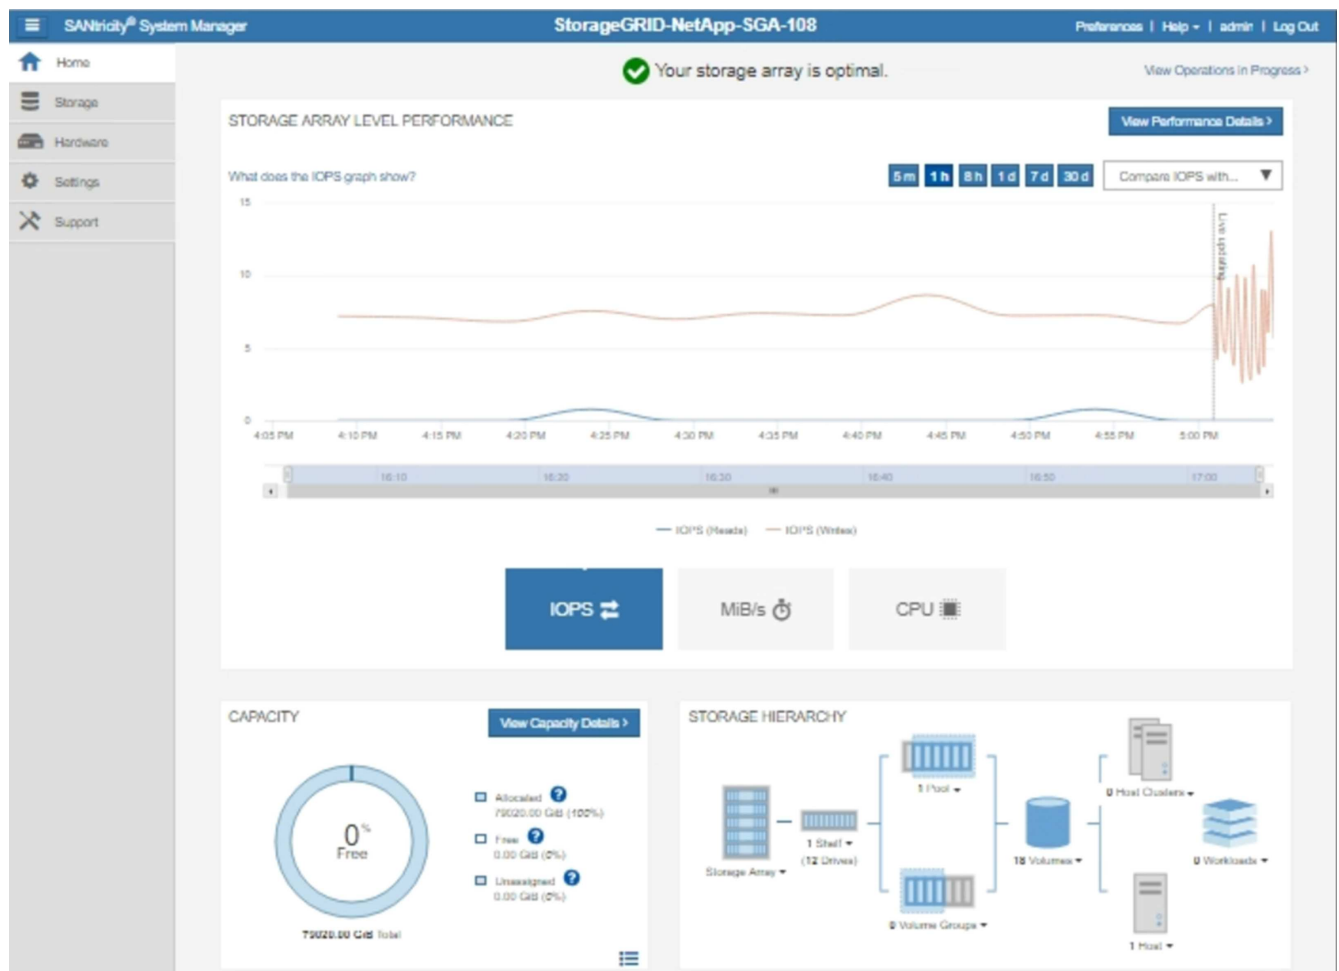 SANtricity® System Manager
StorageGRID-NetApp-SGA-108
Preferences | Help | admin | Log Out
Home
Storage
Hardware
Settings
Support
Your storage array is optimal.
View Operations in Progress >
STORAGE ARRAY LEVEL PERFORMANCE
View Performance Details >
What does the IOPS graph show?
5 m 1 h 8 h 1 d 7 d 30 d
Compare IOPS with...
15
10
5
0
Live updating
4:05 PM 4:10 PM 4:15 PM 4:20 PM 4:25 PM 4:30 PM 4:35 PM 4:40 PM 4:45 PM 4:50 PM 4:55 PM 5:00 PM
16:10 16:20 16:30 16:40 16:50 17:00
IOPS (Reads) IOPS (Writes)
IOPS
MiB/s
CPU
CAPACITY
View Capacity Details >
0%
Free
79020.00 GiB Total
Allocated ?
79020.00 GiB (100%)
Free ?
0.00 GiB (0%)
Unassigned ?
0.00 GiB (0%)
STORAGE HIERARCHY
Storage Array
1 Shelf
(12 Drives)
1 Pool
0 Volume Groups
18 Volumes
0 Host Clusters
1 Host
0 Workloads